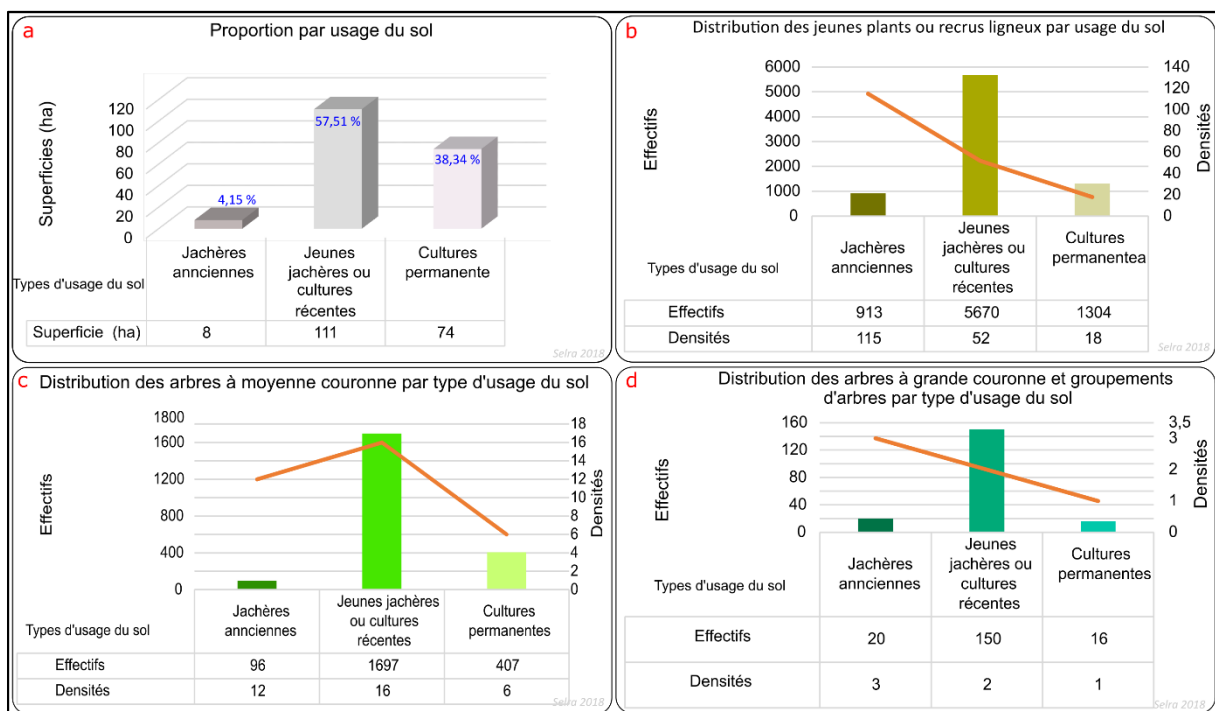 a
Proportion par usage du sol
Superficies (ha)
120
100
80
60
40
20
0
4,15 %
57,51 %
38,34 %
Types d'usage du sol
Jachères
annciennes
Jeunes
jachères ou
cultures
récentes
Cultures
permanente
Superficie (ha) 8 111 74
Selra 2018
b
Distribution des jeunes plants ou recrus ligneux par usage du sol
Effectifs
6000
5000
4000
3000
2000
1000
0
140
120
100
80
60
40
20
0
Densités
Types d'usage du sol
Jachères
annciennes
Jeunes
jachères ou
cultures
récentes
Cultures
permanentea
Effectifs 913 5670 1304
Densités 115 52 18
Selra 2018
c
Distribution des arbres à moyenne couronne par type d'usage du sol
Effectifs
1800
1600
1200
800
400
0
18
16
14
12
10
8
6
4
2
0
Densités
Types d'usage du sol
Jachères
annciennes
Jeunes jachères
ou cultures
récentes
Cultures
permanentes
Effectifs 96 1697 407
Densités 12 16 6
Selra 2018
d
Distribution des arbres à grande couronne et groupements
d'arbres par type d'usage du sol
Effectifs
160
120
80
40
0
3,5
3
2
1
0
Densités
Types d'usage du sol
Jachères
annciennes
Jeunes
jachères ou
cultures
récentes
Cultures
permanentes
Effectifs 20 150 16
Densités 3 2 1
Selra 2018